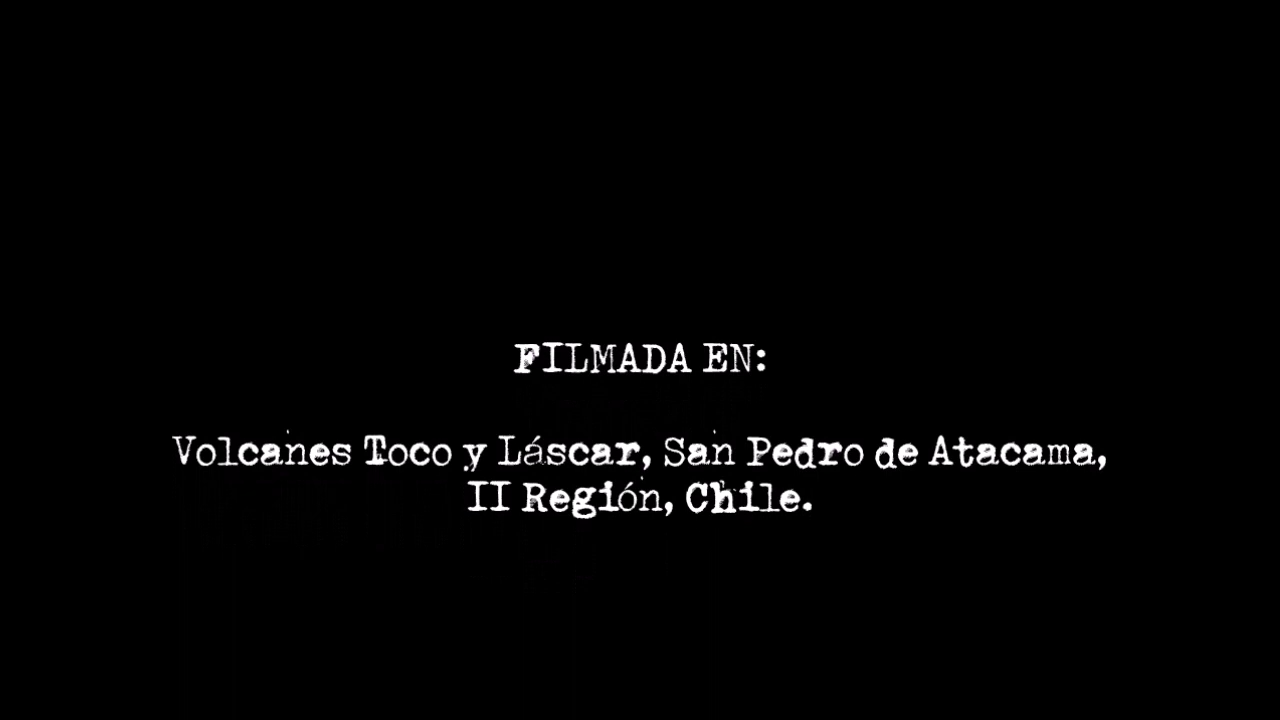 FILMADA EN:
Volcanes Toco y Láscar, San Pedro de Atacama,
II Región, Chile.